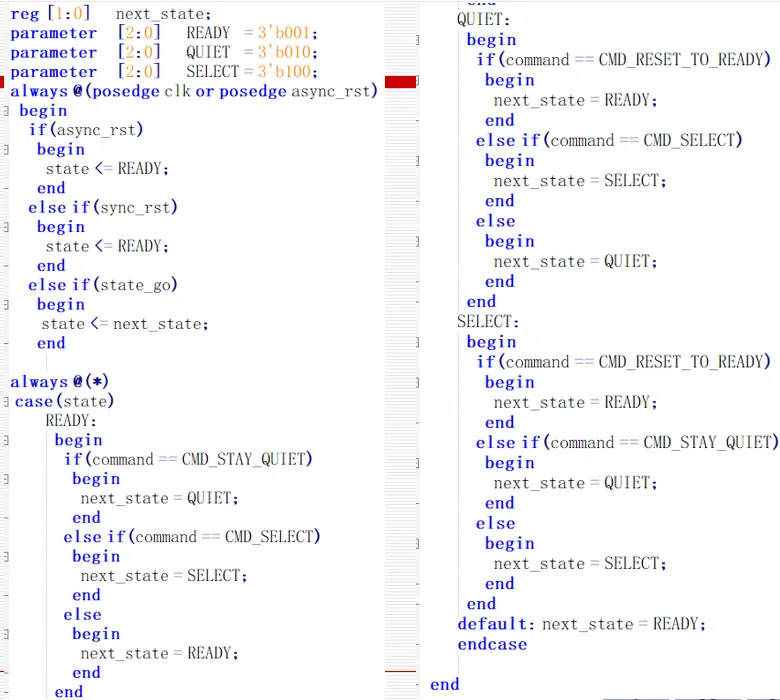 reg [1:0] next_state;
parameter [2:0] READY =3'b001;
parameter [2:0] QUIET =3'b010;
parameter [2:0] SELECT=3'b100;
always @(posedge clk or posedge async_rst)
begin
if(async_rst)
begin
state <= READY;
end
else if(sync_rst)
begin
state <= READY;
end
else if(state_go)
begin
state <= next_state;
end
always @(*)
case(state)
READY:
begin
if(command == CMD_STAY_QUIET)
begin
next_state = QUIET;
end
else if(command == CMD_SELECT)
begin
next_state = SELECT;
end
else
begin
next_state = READY;
end
end
end
QUIET:
begin
if(command == CMD_RESET_TO_READY)
begin
next_state = READY;
end
else if(command == CMD_SELECT)
begin
next_state = SELECT;
end
else
begin
next_state = QUIET;
end
end
SELECT:
begin
if(command == CMD_RESET_TO_READY)
begin
next_state = READY;
end
else if(command == CMD_STAY_QUIET)
begin
next_state = QUIET;
end
else
begin
next_state = SELECT;
end
end
default: next_state = READY;
endcase
end